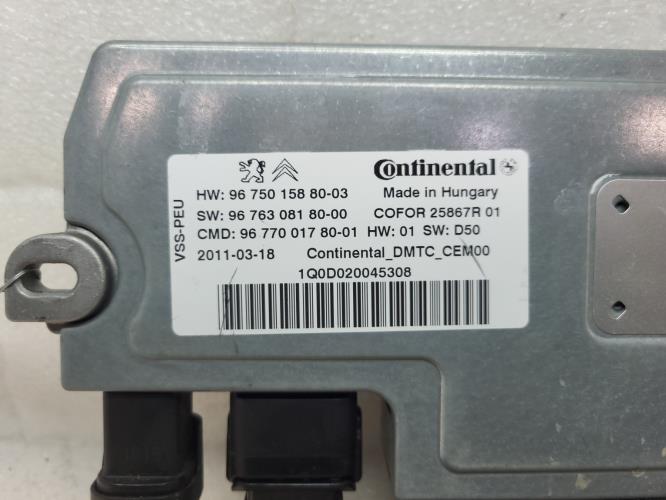 Continental
HW: 96 750 158 80-03 Made in Hungary
SW: 96 763 081 80-00 COFOR 25867R 01
CMD: 96 770 017 80-01 HW: 01 SW: D50
2011-03-18 Continental_DMTC_CEM00
1Q0D020045308
VSS-PEU